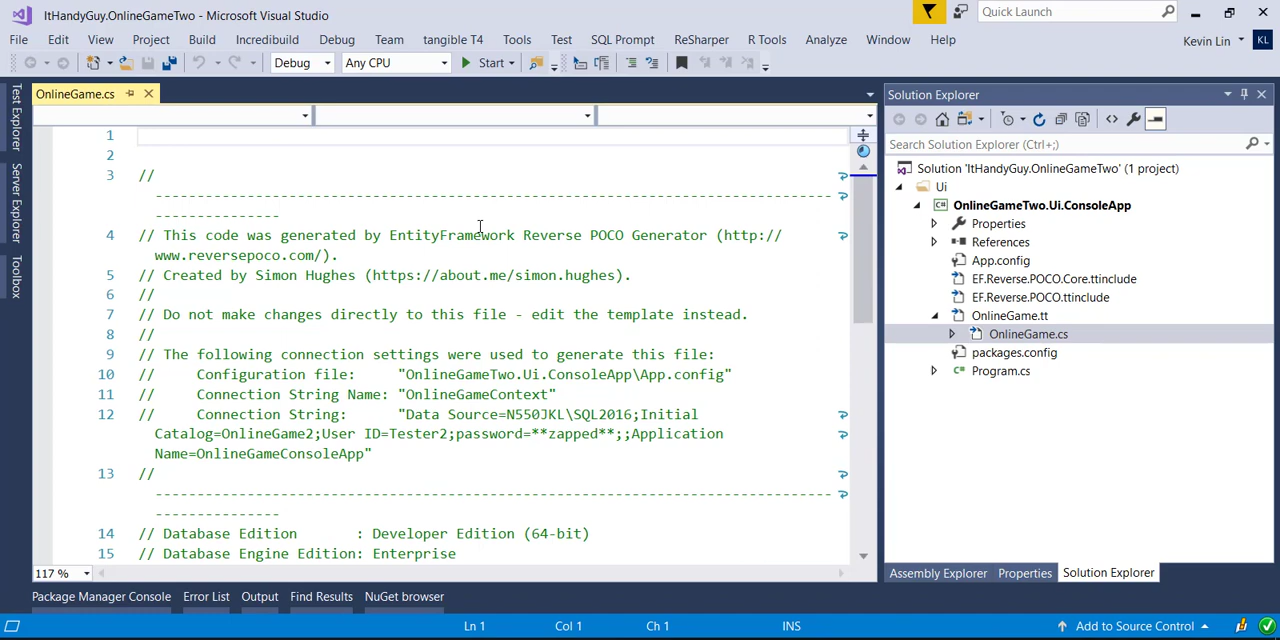 ItHandyGuy.OnlineGameTwo - Microsoft Visual Studio
Quick Launch
File Edit View Project Build Incredibuild Debug Team tangible T4 Tools Test SQL Prompt ReSharper R Tools Analyze Window Help
Kevin Lin KL
Debug Any CPU Start
OnlineGame.cs
Test Explorer
Server Explorer
Toolbox
1
2
3 //
--------------------------------------------------------------------------------
---------------
4 // This code was generated by EntityFramework Reverse POCO Generator (http://
www.reversepoco.com/).
5 // Created by Simon Hughes (https://about.me/simon.hughes).
6 //
7 // Do not make changes directly to this file - edit the template instead.
8 //
9 // The following connection settings were used to generate this file:
10 // Configuration file: "OnlineGameTwo.Ui.ConsoleApp\App.config"
11 // Connection String Name: "OnlineGameContext"
12 // Connection String: "Data Source=N550JKL\SQL2016;Initial
Catalog=OnlineGame2;User ID=Tester2;password=**zapped**;;Application
Name=OnlineGameConsoleApp"
13 //
--------------------------------------------------------------------------------
---------------
14 // Database Edition : Developer Edition (64-bit)
15 // Database Engine Edition: Enterprise
117 %
Solution Explorer
Search Solution Explorer (Ctrl+;)
Solution 'ItHandyGuy.OnlineGameTwo' (1 project)
Ui
OnlineGameTwo.Ui.ConsoleApp
Properties
References
App.config
EF.Reverse.POCO.Core.ttinclude
EF.Reverse.POCO.ttinclude
OnlineGame.tt
OnlineGame.cs
packages.config
Program.cs
Assembly Explorer Properties Solution Explorer
Package Manager Console Error List Output Find Results NuGet browser
Ln 1 Col 1 Ch 1 INS Add to Source Control